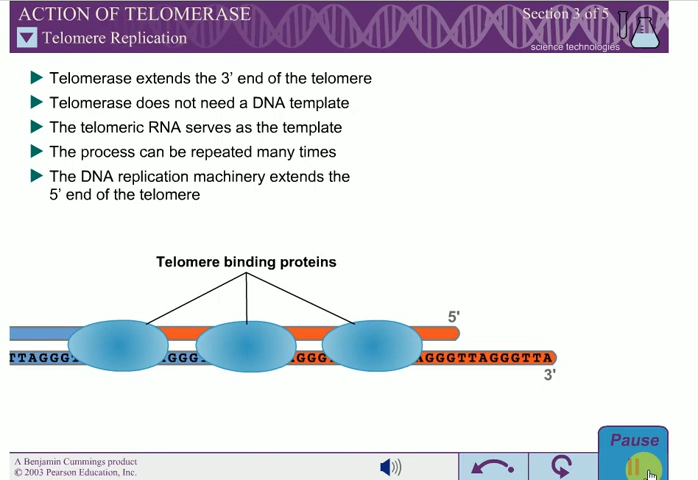 ACTION OF TELOMERASE
Section 3 of 5
Telomere Replication
science technologies
Telomerase extends the 3' end of the telomere
Telomerase does not need a DNA template
The telomeric RNA serves as the template
The process can be repeated many times
The DNA replication machinery extends the
5' end of the telomere
Telomere binding proteins
5'
TTAGGGT AGGGT GGGT AGGGTTAGGGTTA
3'
Pause
A Benjamin Cummings product
© 2003 Pearson Education, Inc.